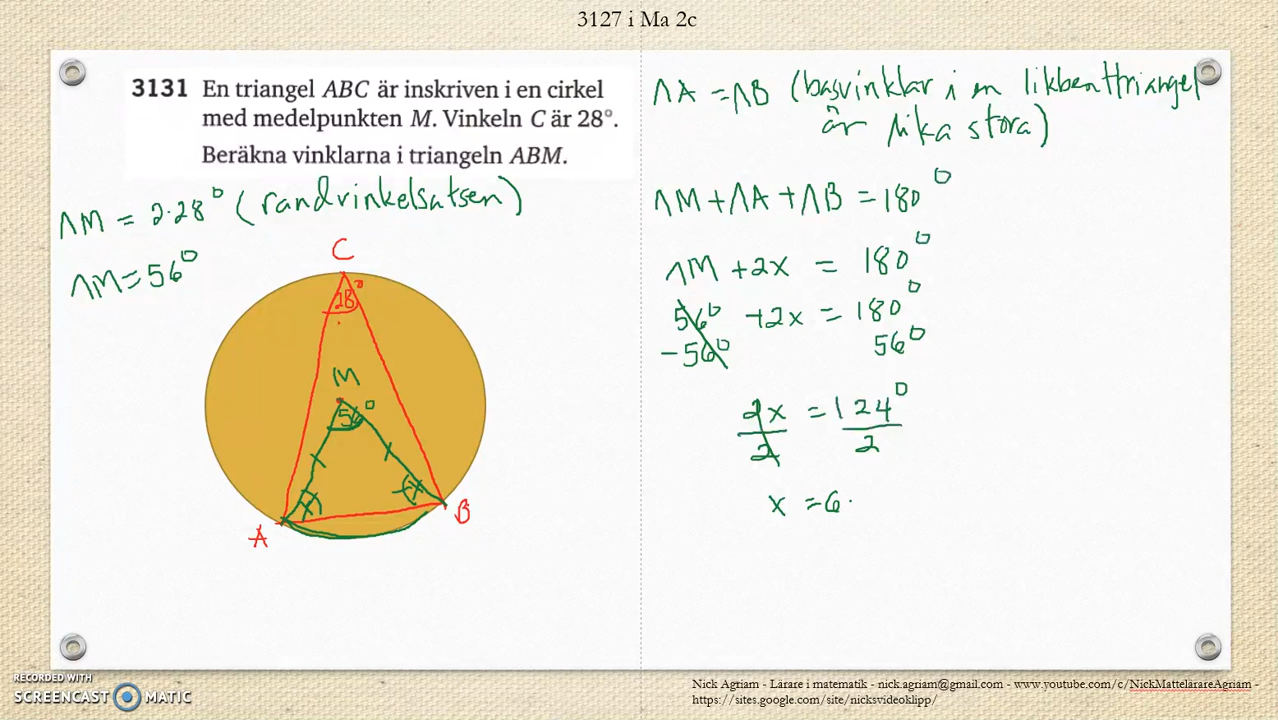 3127 i Ma 2c
3131 En triangel ABC är inskriven i en cirkel
med medelpunkten M. Vinkeln C är 28°.
Beräkna vinklarna i triangeln ABM.
∧M = 2·28° (randvinkelsatsen)
∧M = 56°
C
28°
M
56°
x
x
A
B
∧A = ∧B (basvinklar i en likbent triangel
är lika stora)
∧M + ∧A + ∧B = 180°
∧M + 2x = 180°
56° + 2x = 180°
-56° 56°
2x = 124°
2 2
x = 6
RECORDED WITH
SCREENCAST MATIC
Nick Agriam - Lärare i matematik - nick.agriam@gmail.com - www.youtube.com/c/NickMattelärareAgriam -
https://sites.google.com/site/nicksvideoklipp/